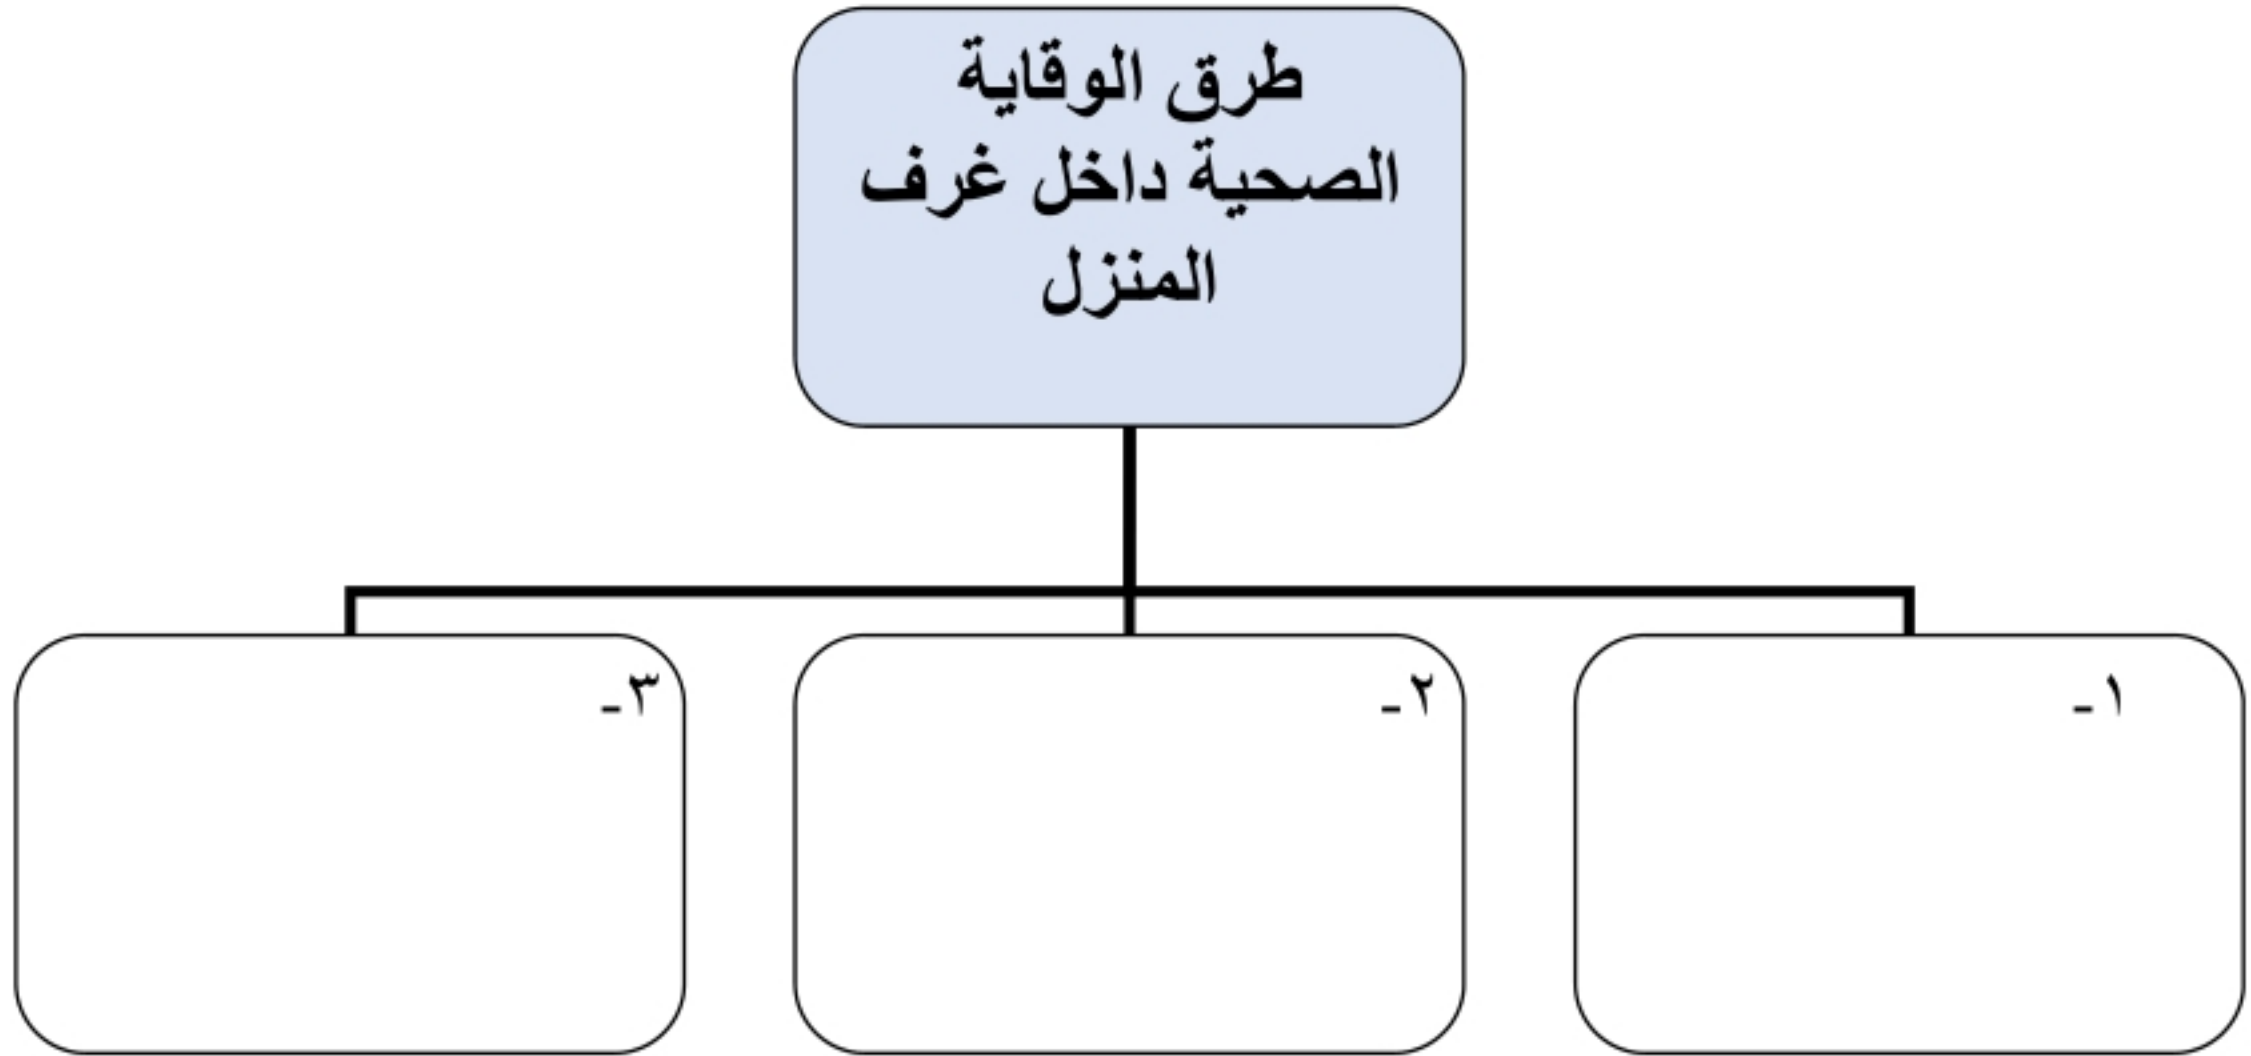 طرق الوقاية
الصحية داخل غرف
المنزل
١-
٢-
٣-